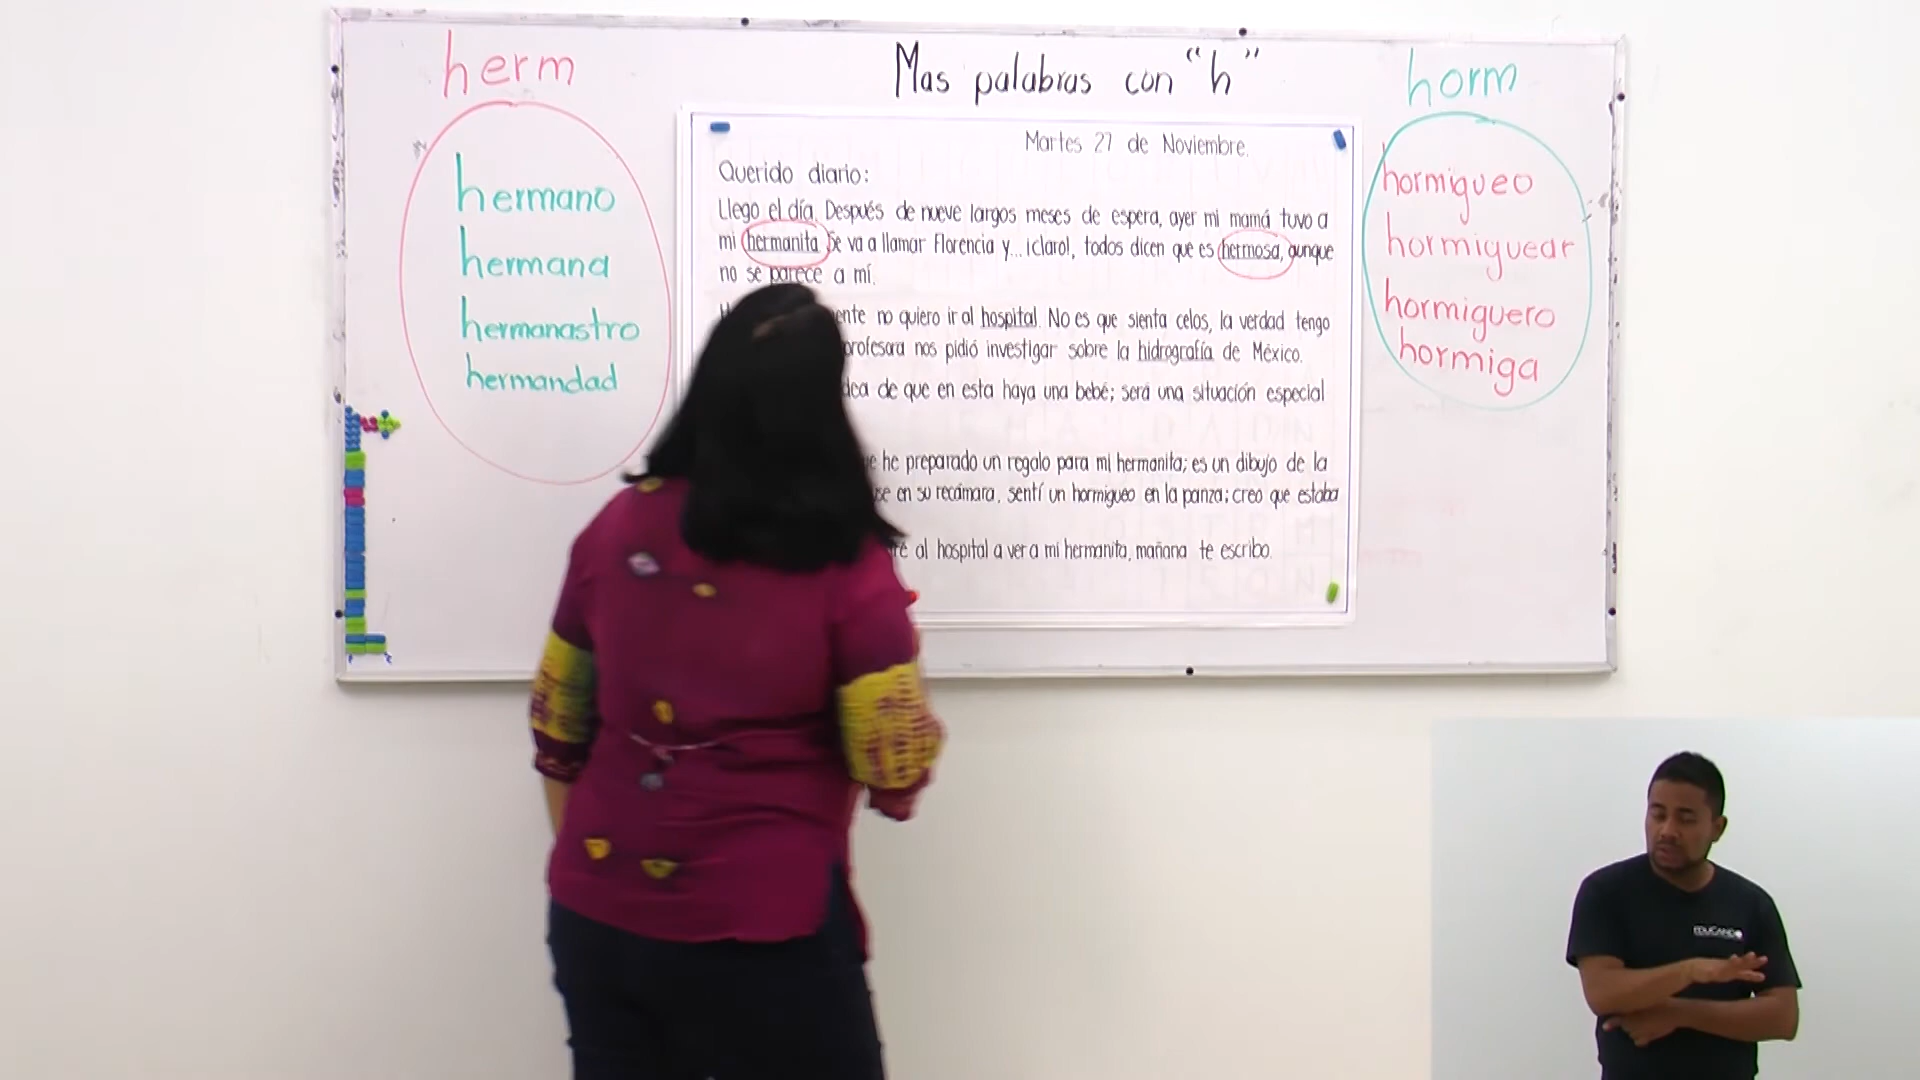 herm
Mas palabras con "h"
horm
hermano
hermana
hermanastro
hermandad
Martes 27 de Noviembre.
Querido diario:
Llego el día. Después de nueve largos meses de espera, ayer mi mamá tuvo a
mi hermanita. Se va a llamar Florencia y...¡claro!, todos dicen que es hermosa, aunque
no se parece a mí.
no quiero ir al hospital. No es que sienta celos, la verdad tengo
profesora nos pidió investigar sobre la hidrografía de México.
de que en esta haya una bebé; será una situación especial
he preparado un regalo para mi hermanita; es un dibujo de la
en su recámara, sentí un hormigueo en la panza; creo que estaba
al hospital a ver a mi hermanita, mañana te escribo.
hormigueo
hormiguear
hormiguero
hormiga
EDUCANDO